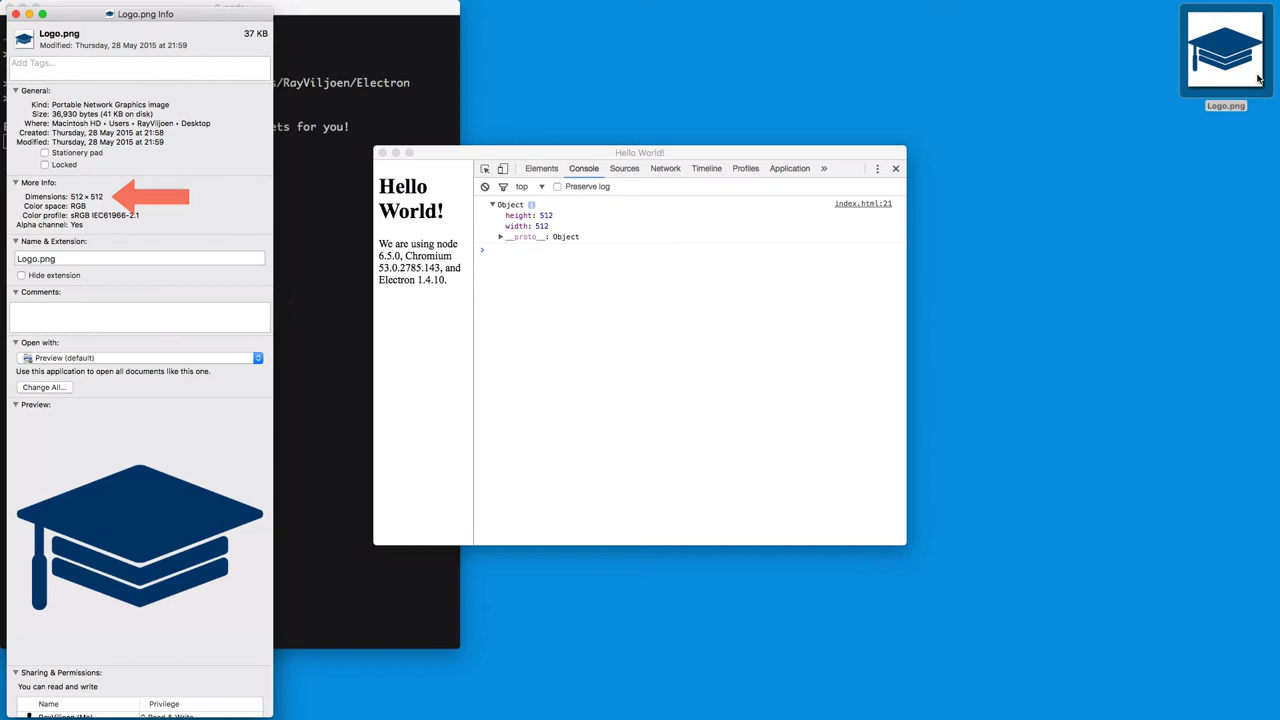 Logo.png Info
Logo.png 37 KB
Modified: Thursday, 28 May 2015 at 21:59
Add Tags...
General:
Kind: Portable Network Graphics image
Size: 36,930 bytes (41 KB on disk)
Where: Macintosh HD • Users • RayViljoen • Desktop
Created: Thursday, 28 May 2015 at 21:58
Modified: Thursday, 28 May 2015 at 21:59
Stationery pad
Locked
More Info:
Dimensions: 512 × 512
Color space: RGB
Color profile: sRGB IEC61966-2.1
Alpha channel: Yes
Name & Extension:
Logo.png
Hide extension
Comments:
Open with:
Preview (default)
Use this application to open all documents like this one.
Change All...
Preview:
Sharing & Permissions:
You can read and write
Name Privilege
RayViljoen (Me) Read & Write
s/RayViljoen/Electron
ets for you!
Hello World!
Hello
World!
We are using node
6.5.0, Chromium
53.0.2785.143, and
Electron 1.4.10.
Elements Console Sources Network Timeline Profiles Application »
top Preserve log
Object i index.html:21
height: 512
width: 512
__proto__: Object
Logo.png